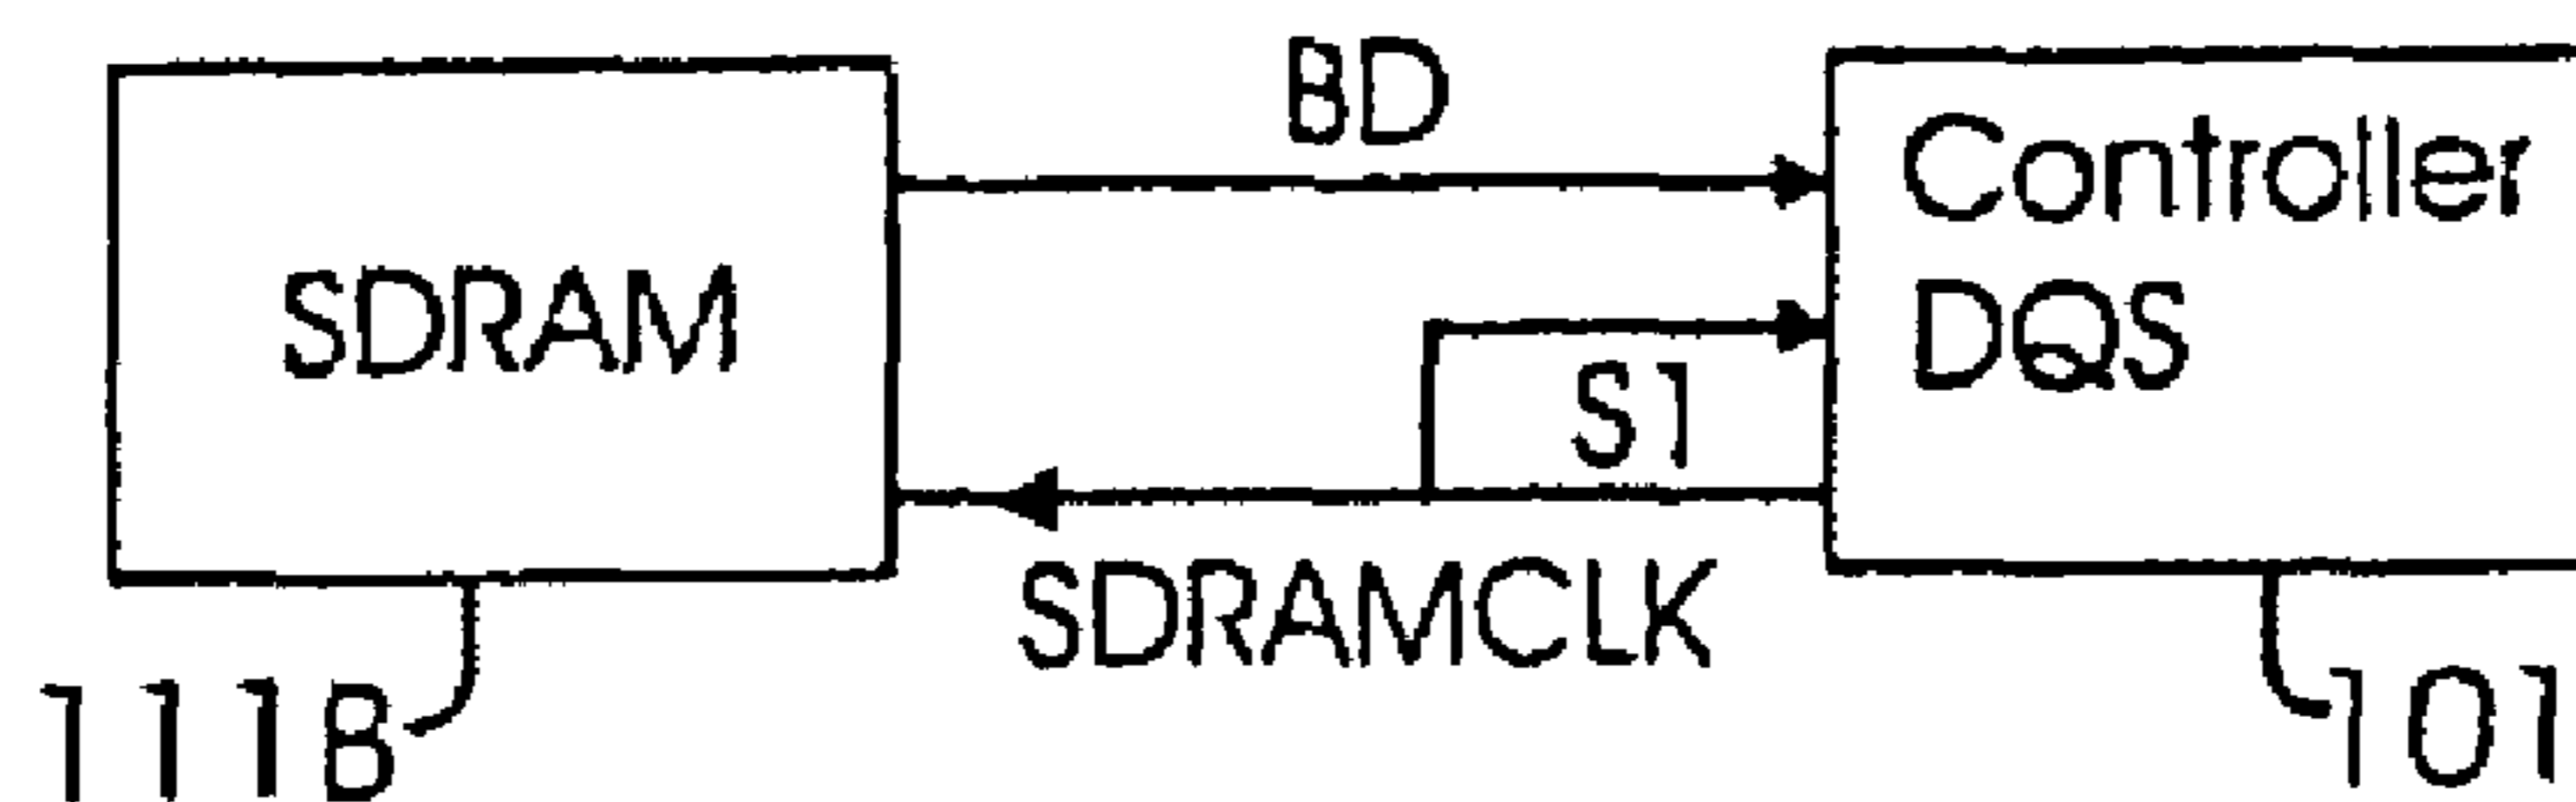 BD
Controller
SDRAM
DQS
S1
SDRAMCLK
111B
101